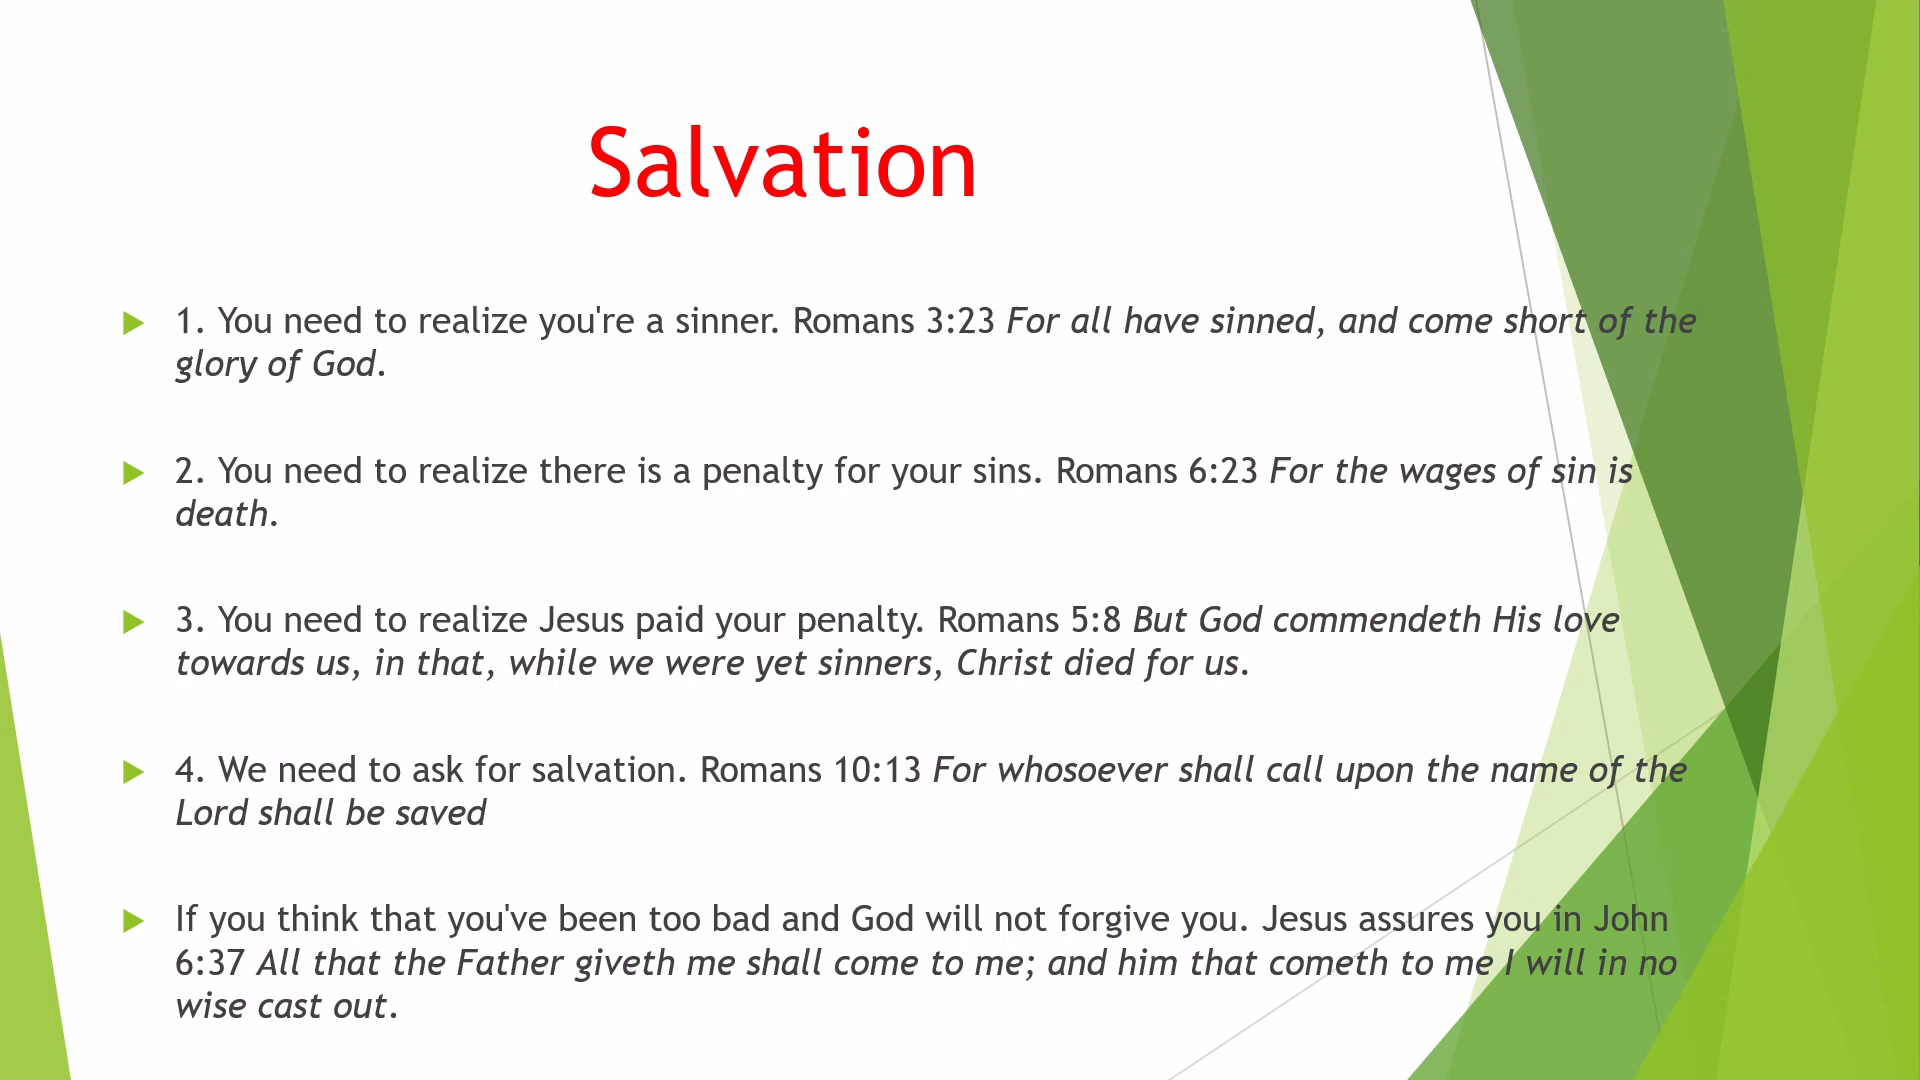 Salvation
1. You need to realize you're a sinner. Romans 3:23 For all have sinned, and come short of the
glory of God.
2. You need to realize there is a penalty for your sins. Romans 6:23 For the wages of sin is
death.
3. You need to realize Jesus paid your penalty. Romans 5:8 But God commendeth His love
towards us, in that, while we were yet sinners, Christ died for us.
4. We need to ask for salvation. Romans 10:13 For whosoever shall call upon the name of the
Lord shall be saved
If you think that you've been too bad and God will not forgive you. Jesus assures you in John
6:37 All that the Father giveth me shall come to me; and him that cometh to me I will in no
wise cast out.